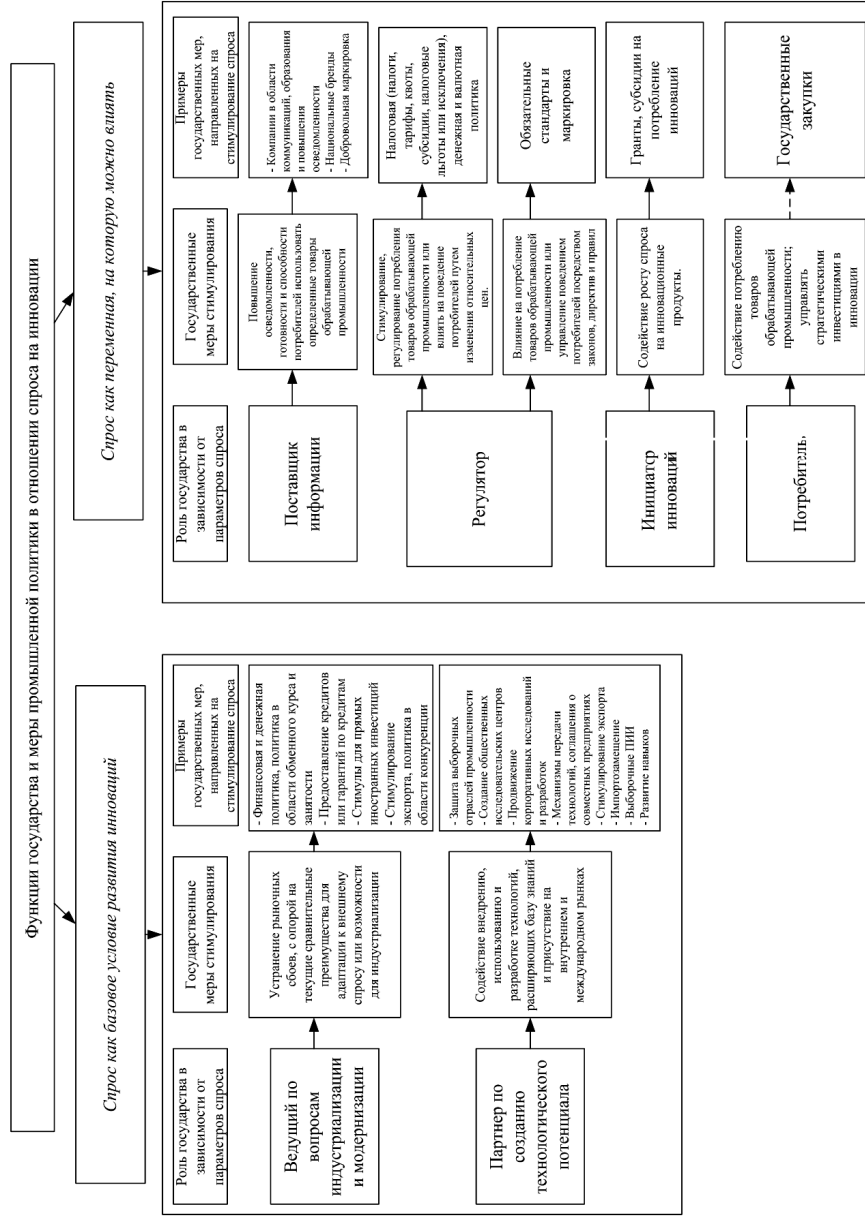 Функции государства и меры промышленной политики в отношении спроса на инновации
Спрос как базовое условие развития инноваций
Роль государства в
зависимости от
параметров спроса
Государственные
меры стимулирования
Примеры
государственных мер,
направленных на
стимулирование спроса
Ведущий по
вопросам
индустриализации
и модернизации
Устранение рыночных
сбоев, с опорой на
текущие сравнительные
преимущества для
адаптации к внешнему
спросу или возможности
для индустриализации
- Финансовая и денежная
политика, политика в
области обменного курса и
занятости
- Предоставление кредитов
или гарантий по кредитам
- Стимулы для прямых
иностранных инвестиций
- Стимулирование
экспорта, политика в
области конкуренции
Партнер по
созданию
технологического
потенциала
Содействие внедрению,
использованию и
разработке технологий,
расширяющих базу знаний
и присутствие на
внутреннем и
международном рынках
- Защита выборочных
отраслей промышленности
- Создание общественных
исследовательских центров
- Продвижение
корпоративных исследований
и разработок
- Механизмы передачи
технологий, соглашения о
совместных предприятиях
- Стимулирование экспорта
- Импортозамещение
- Выборочные ПИИ
- Развитие навыков
Спрос как переменная, на которую можно влиять
Роль государства в
зависимости от
параметров спроса
Государственные
меры стимулирования
Примеры
государственных мер,
направленных на
стимулирование спроса
Поставщик
информации
Повышение
осведомленности,
готовности и способности
потребителей использовать
определенные товары
обрабатывающей
промышленности
- Компании в области
коммуникаций, образования
и повышения
осведомленности
- Национальные бренды
- Добровольная маркировка
Регулятор
Стимулирование,
регулирование потребления
товаров обрабатывающей
промышленности или
влиять на поведение
потребителей путем
изменения относительных
цен.
Налоговая (налоги,
тарифы, квоты,
субсидии, налоговые
льготы или исключения),
денежная и валютная
политика
Влияние на потребление
товаров обрабатывающей
промышленности или
управление поведением
потребителей посредством
законов, директив и правил
Обязательные
стандарты и
маркировка
Инициатор
инноваций
Содействие росту спроса
на инновационные
продукты.
Гранты, субсидии на
потребление
инноваций
Потребитель.
Содействие потреблению
товаров
обрабатывающей
промышленности;
управлять
стратегическими
инвестициями в
инновации
Государственные
закупки